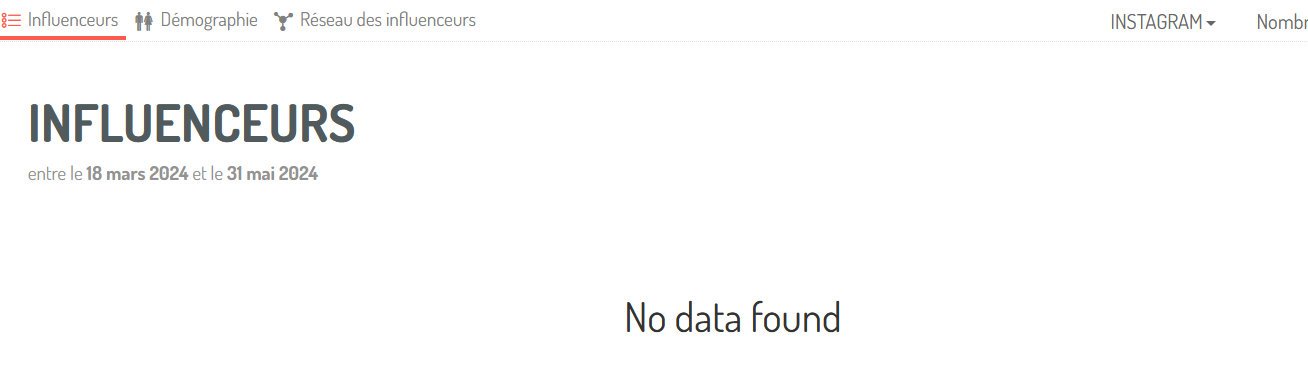 Influenceurs Démographie Réseau des influenceurs INSTAGRAM
INFLUENCEURS
entre le 18 mars 2024 et le 31 mai 2024
No data found